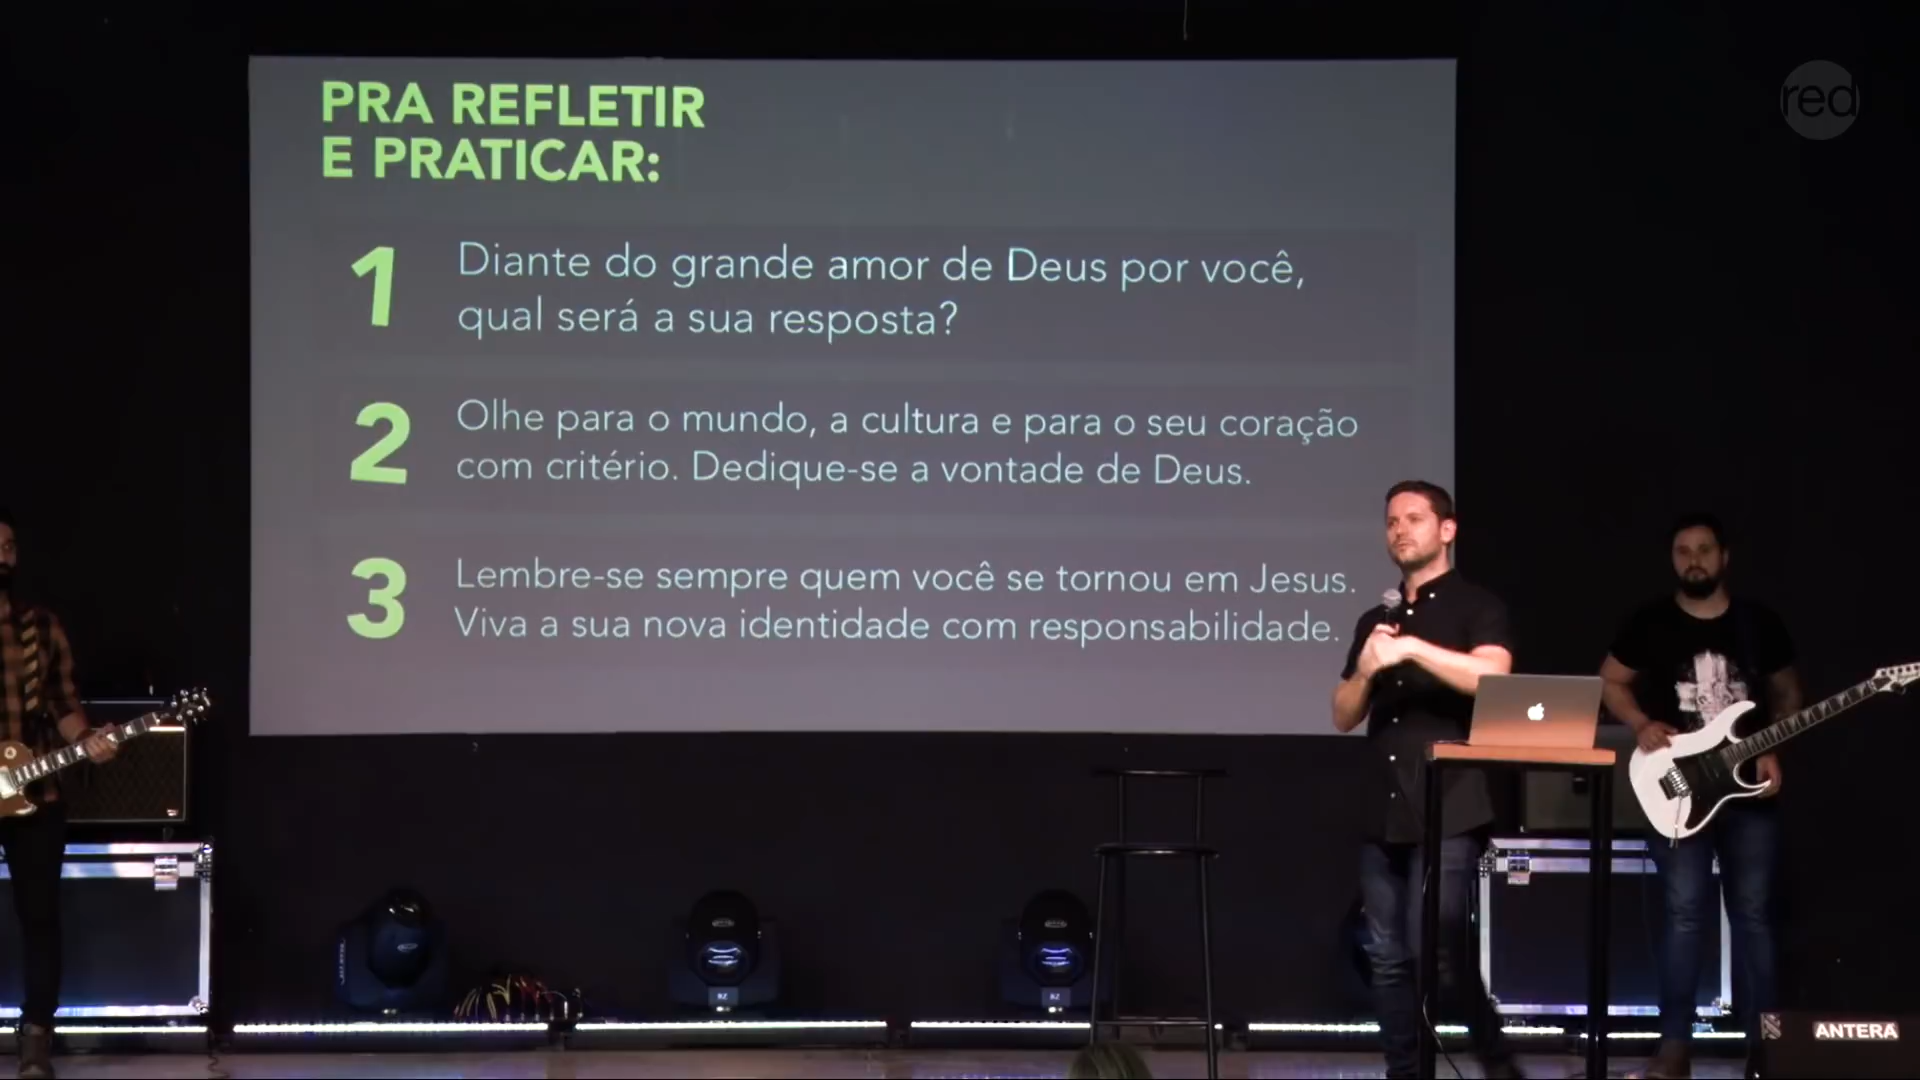 red
PRA REFLETIR
E PRATICAR:
1
Diante do grande amor de Deus por você,
qual será a sua resposta?
2
Olhe para o mundo, a cultura e para o seu coração
com critério. Dedique-se a vontade de Deus.
3
Lembre-se sempre quem você se tornou em Jesus.
Viva a sua nova identidade com responsabilidade.
ANTERA